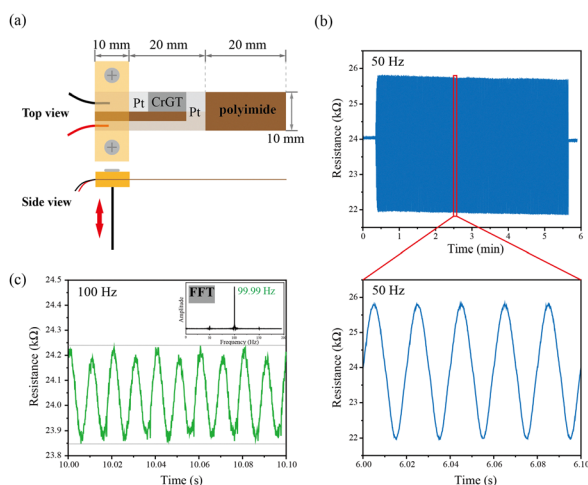 (a)
10 mm
20 mm
20 mm
Top view
Pt
CrGT
Pt
polyimide
10 mm
Side view
(b)
50 Hz
26
25
24
23
22
Resistance (kΩ)
0
1
2
3
4
5
6
Time (min)
50 Hz
26
25
24
23
22
Resistance (kΩ)
6.00
6.02
6.04
6.06
6.08
6.10
Time (s)
(c)
100 Hz
FFT
99.99 Hz
Amplitude
Frequency (Hz)
0
50
100
150
24.5
24.4
24.3
24.2
24.1
24.0
23.9
23.8
Resistance (kΩ)
10.00
10.02
10.04
10.06
10.08
10.10
Time (s)